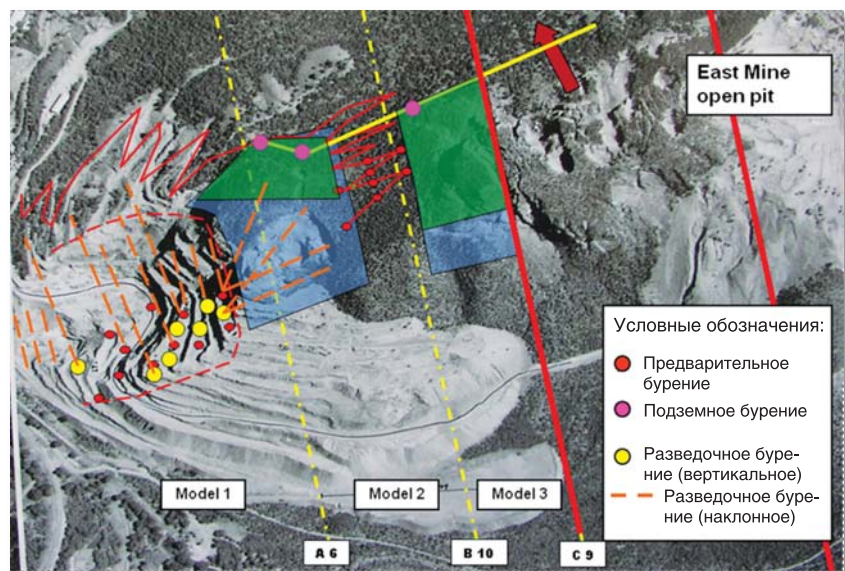 East Mine
open pit
Условные обозначения:
Предварительное
бурение
Подземное бурение
Разведочное буре-
ние (вертикальное)
Разведочное буре-
ние (наклонное)
Model 1
Model 2
Model 3
A 6
B 10
C 9